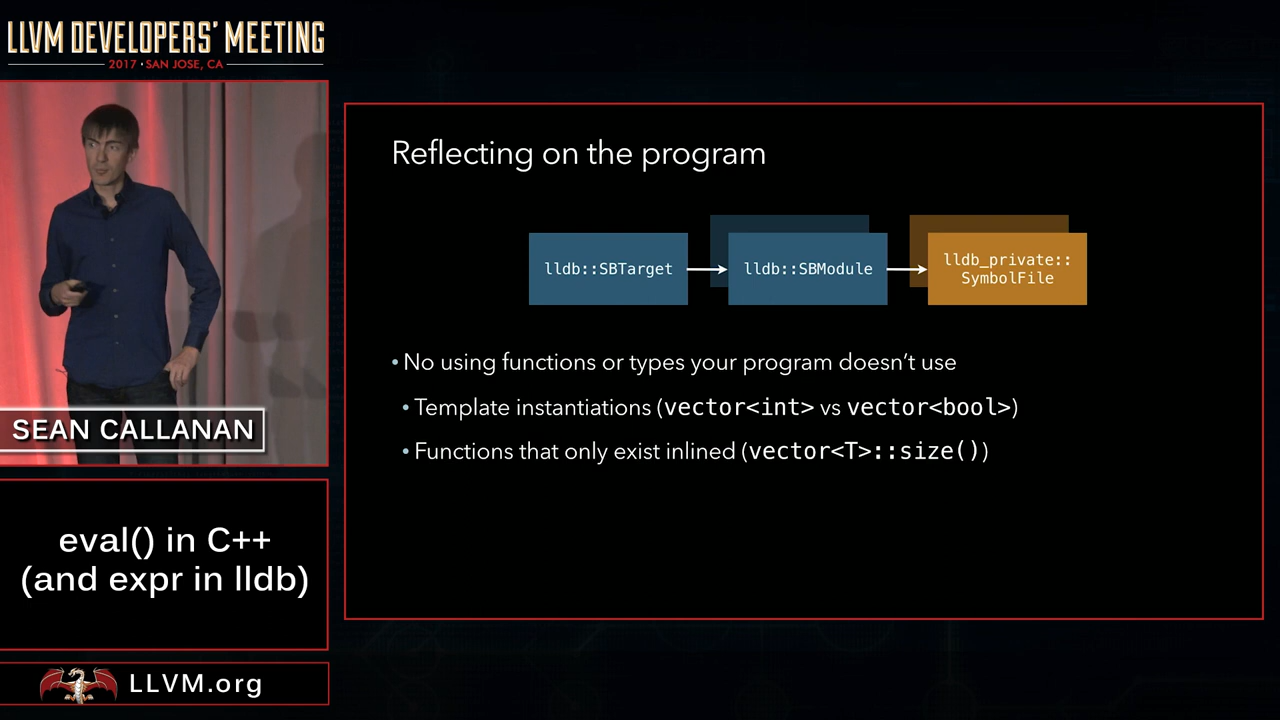 LLVM DEVELOPERS' MEETING
2017 · SAN JOSE, CA
SEAN CALLANAN
eval() in C++
(and expr in lldb)
LLVM.org
Reflecting on the program
lldb::SBTarget
lldb::SBModule
lldb_private::
SymbolFile
• No using functions or types your program doesn’t use
• Template instantiations (vector<int> vs vector<bool>)
• Functions that only exist inlined (vector<T>::size())